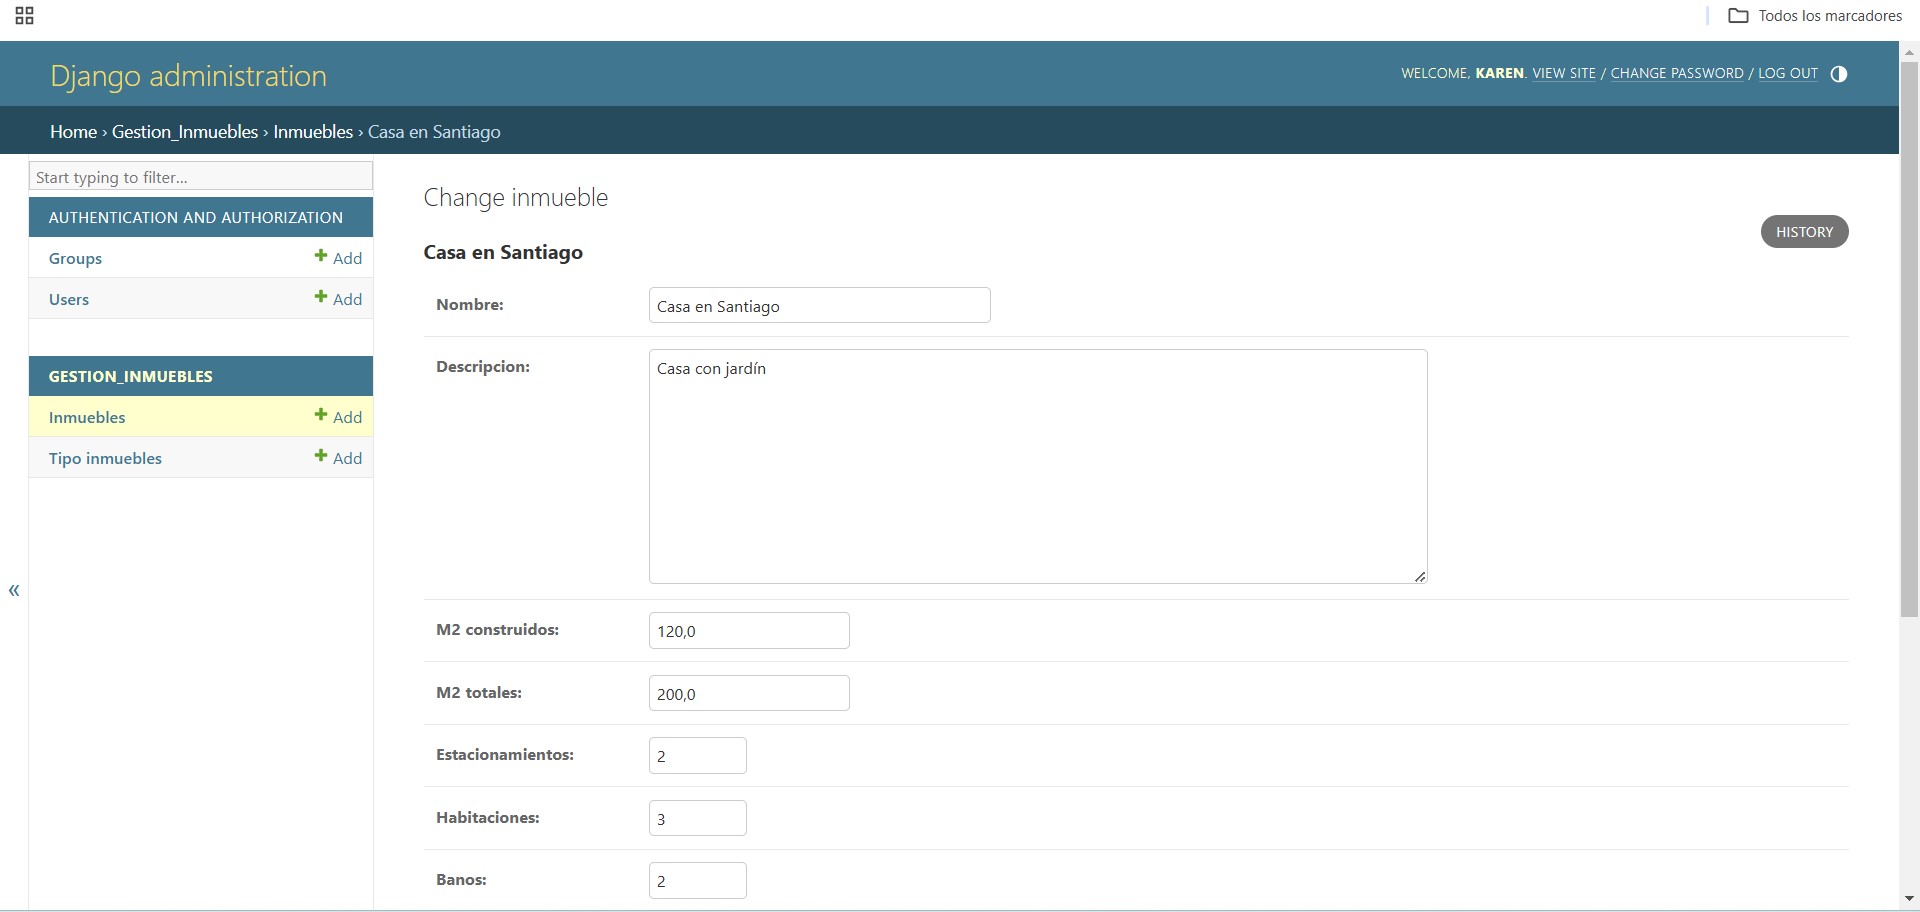 Todos los marcadores
Django administration
WELCOME, KAREN. VIEW SITE / CHANGE PASSWORD / LOG OUT
Home › Gestion_Inmuebles › Inmuebles › Casa en Santiago
Start typing to filter...
AUTHENTICATION AND AUTHORIZATION
Groups + Add
Users + Add
GESTION_INMUEBLES
Inmuebles + Add
Tipo inmuebles + Add
«
Change inmueble
HISTORY
Casa en Santiago
Nombre: Casa en Santiago
Descripcion: Casa con jardín
M2 construidos: 120,0
M2 totales: 200,0
Estacionamientos: 2
Habitaciones: 3
Banos: 2